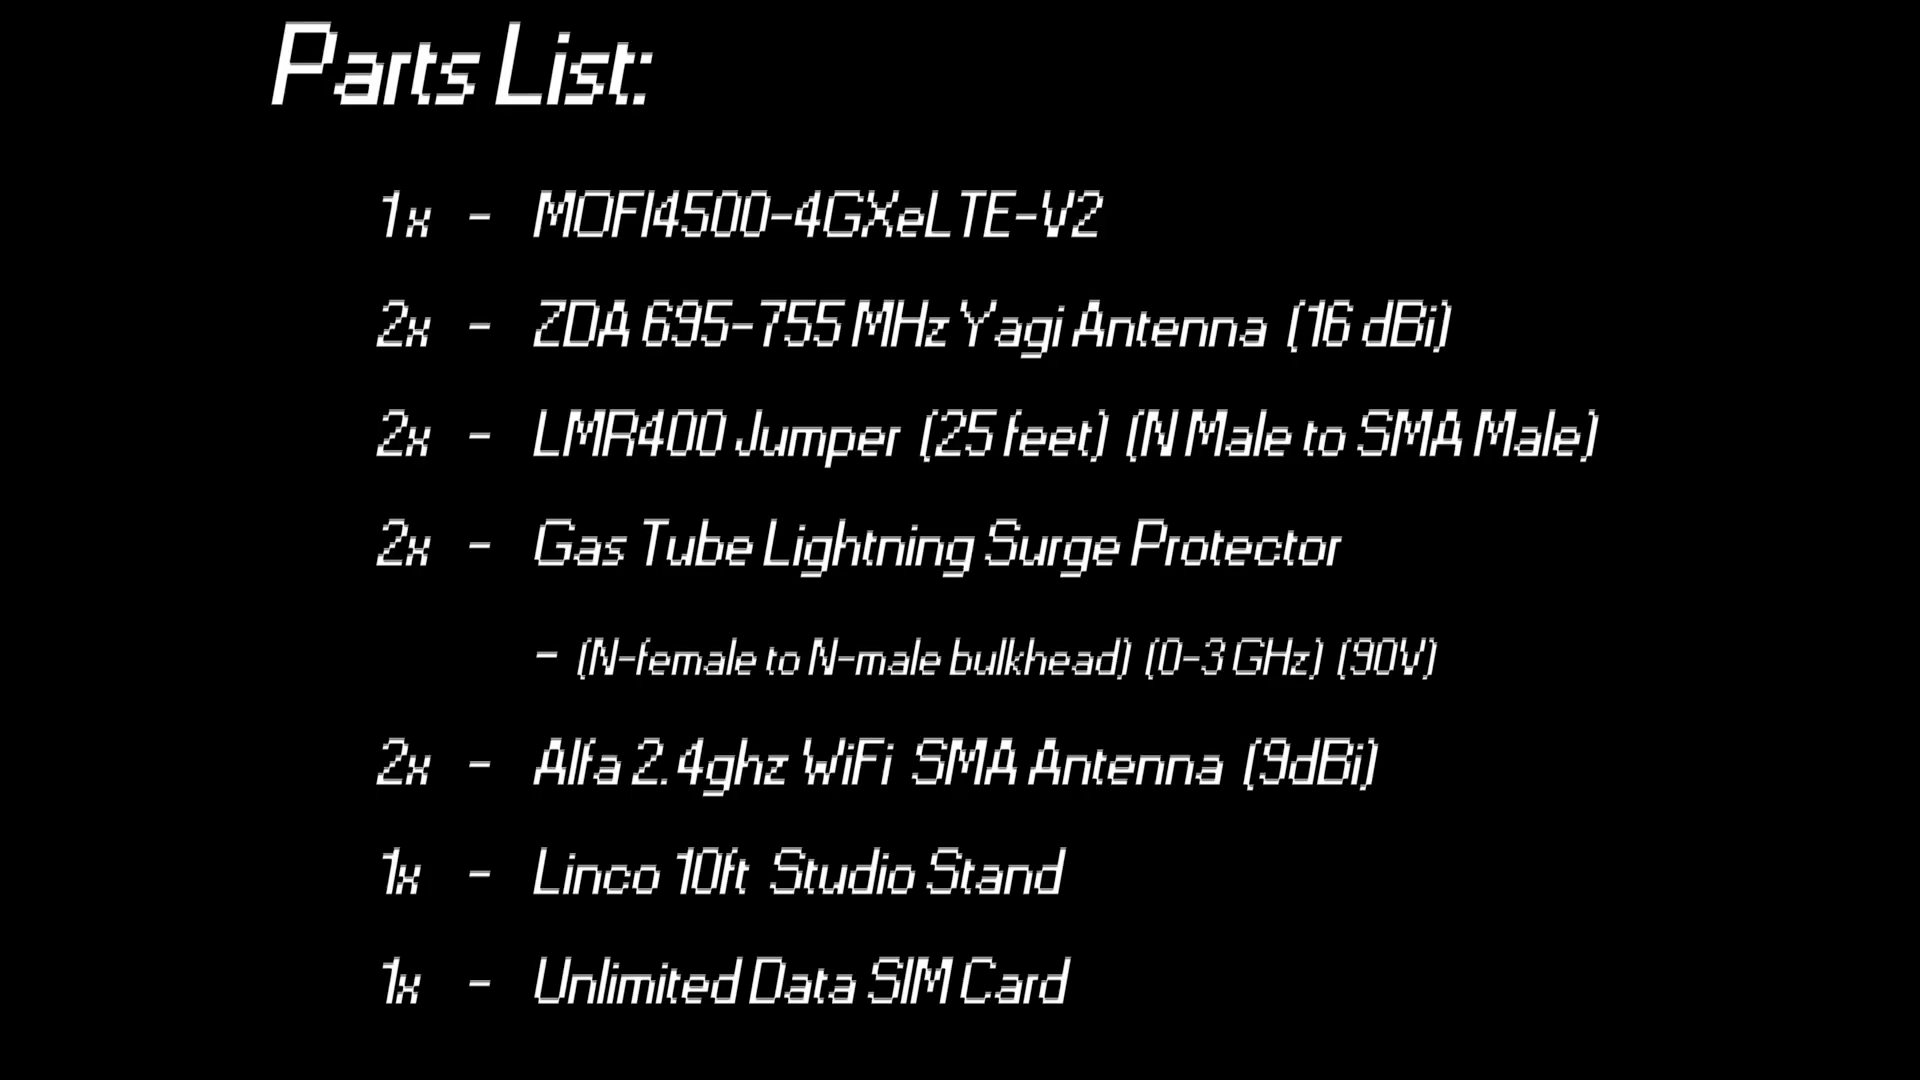 Parts List:
1x - MOFI4500-4GXeLTE-V2
2x - ZDA 695-755 MHz Yagi Antenna (16 dBi)
2x - LMR400 Jumper (25 feet) (N Male to SMA Male)
2x - Gas Tube Lightning Surge Protector
- (N-female to N-male bulkhead) (0-3 GHz) (90V)
2x - Alfa 2.4ghz WiFi SMA Antenna (9dBi)
1x - Linco 10ft Studio Stand
1x - Unlimited Data SIM Card